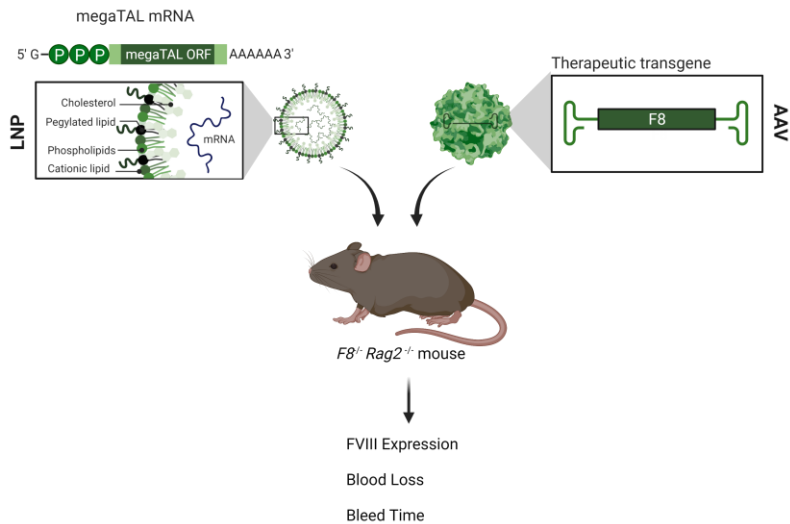 megaTAL mRNA
5' G P P P megaTAL ORF AAAAAA 3'
LNP
Cholesterol
Pegylated lipid
mRNA
Phospholipids
Cationic lipid
Therapeutic transgene
F8
AAV
F8-/- Rag2 -/- mouse
FVIII Expression
Blood Loss
Bleed Time